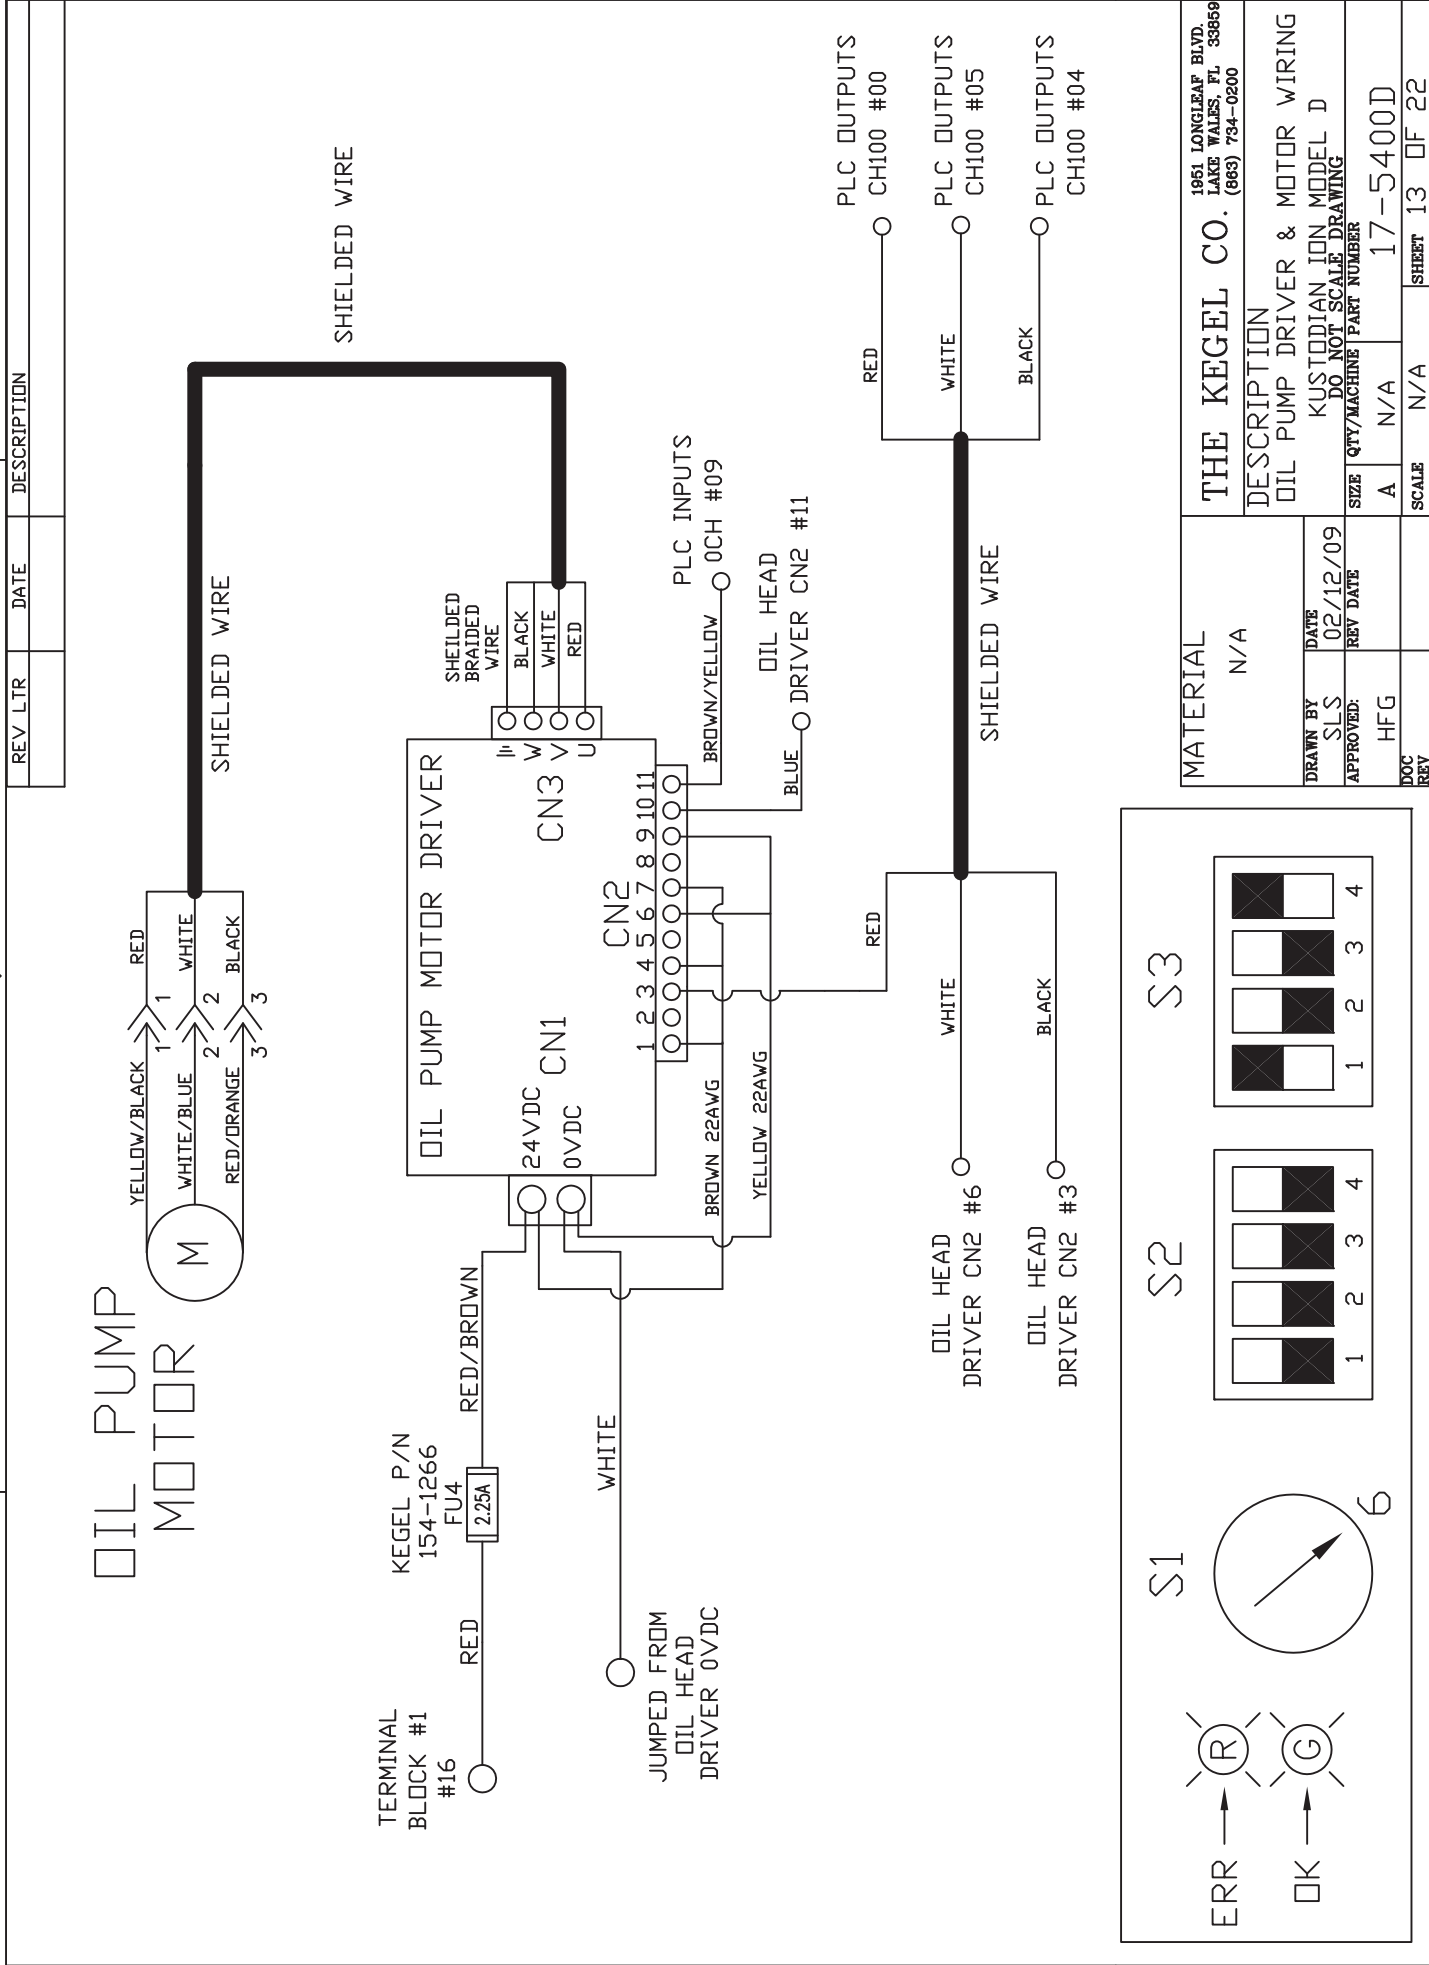 REV LTR
DATE
DESCRIPTION
OIL PUMP
MOTOR
M
YELLOW/BLACK
WHITE/BLUE
RED/ORANGE
1
2
3
1
2
3
RED
WHITE
BLACK
SHIELDED WIRE
SHIELDED WIRE
TERMINAL
BLOCK #1
#16
RED
KEGEL P/N
154-1266
FU4
2.25A
RED/BROWN
JUMPED FROM
OIL HEAD
DRIVER 0VDC
WHITE
OIL PUMP MOTOR DRIVER
24VDC
0VDC
CN1
CN2
CN3
1 2 3 4 5 6 7 8 9 10 11
W
V
U
SHEILDED
BRAIDED
WIRE
BLACK
WHITE
RED
BROWN 22AWG
YELLOW 22AWG
BROWN/YELLOW
PLC INPUTS
0CH #09
BLUE
OIL HEAD
DRIVER CN2 #11
RED
WHITE
BLACK
OIL HEAD
DRIVER CN2 #6
OIL HEAD
DRIVER CN2 #3
SHIELDED WIRE
RED
WHITE
BLACK
PLC OUTPUTS
CH100 #00
PLC OUTPUTS
CH100 #05
PLC OUTPUTS
CH100 #04
ERR
R
OK
G
S1
6
S2
1 2 3 4
S3
1 2 3 4
MATERIAL
N/A
DRAWN BY
SLS
DATE
02/12/09
APPROVED:
HFG
REV DATE
DOC
REV
THE KEGEL CO.
1951 LONGLEAF BLVD.
LAKE WALES, FL 33859
(863) 734-0200
DESCRIPTION
OIL PUMP DRIVER & MOTOR WIRING
KUSTODIAN ION MODEL D
DO NOT SCALE DRAWING
SIZE
A
QTY/MACHINE
N/A
PART NUMBER
17-5400D
SCALE
N/A
SHEET 13 OF 22